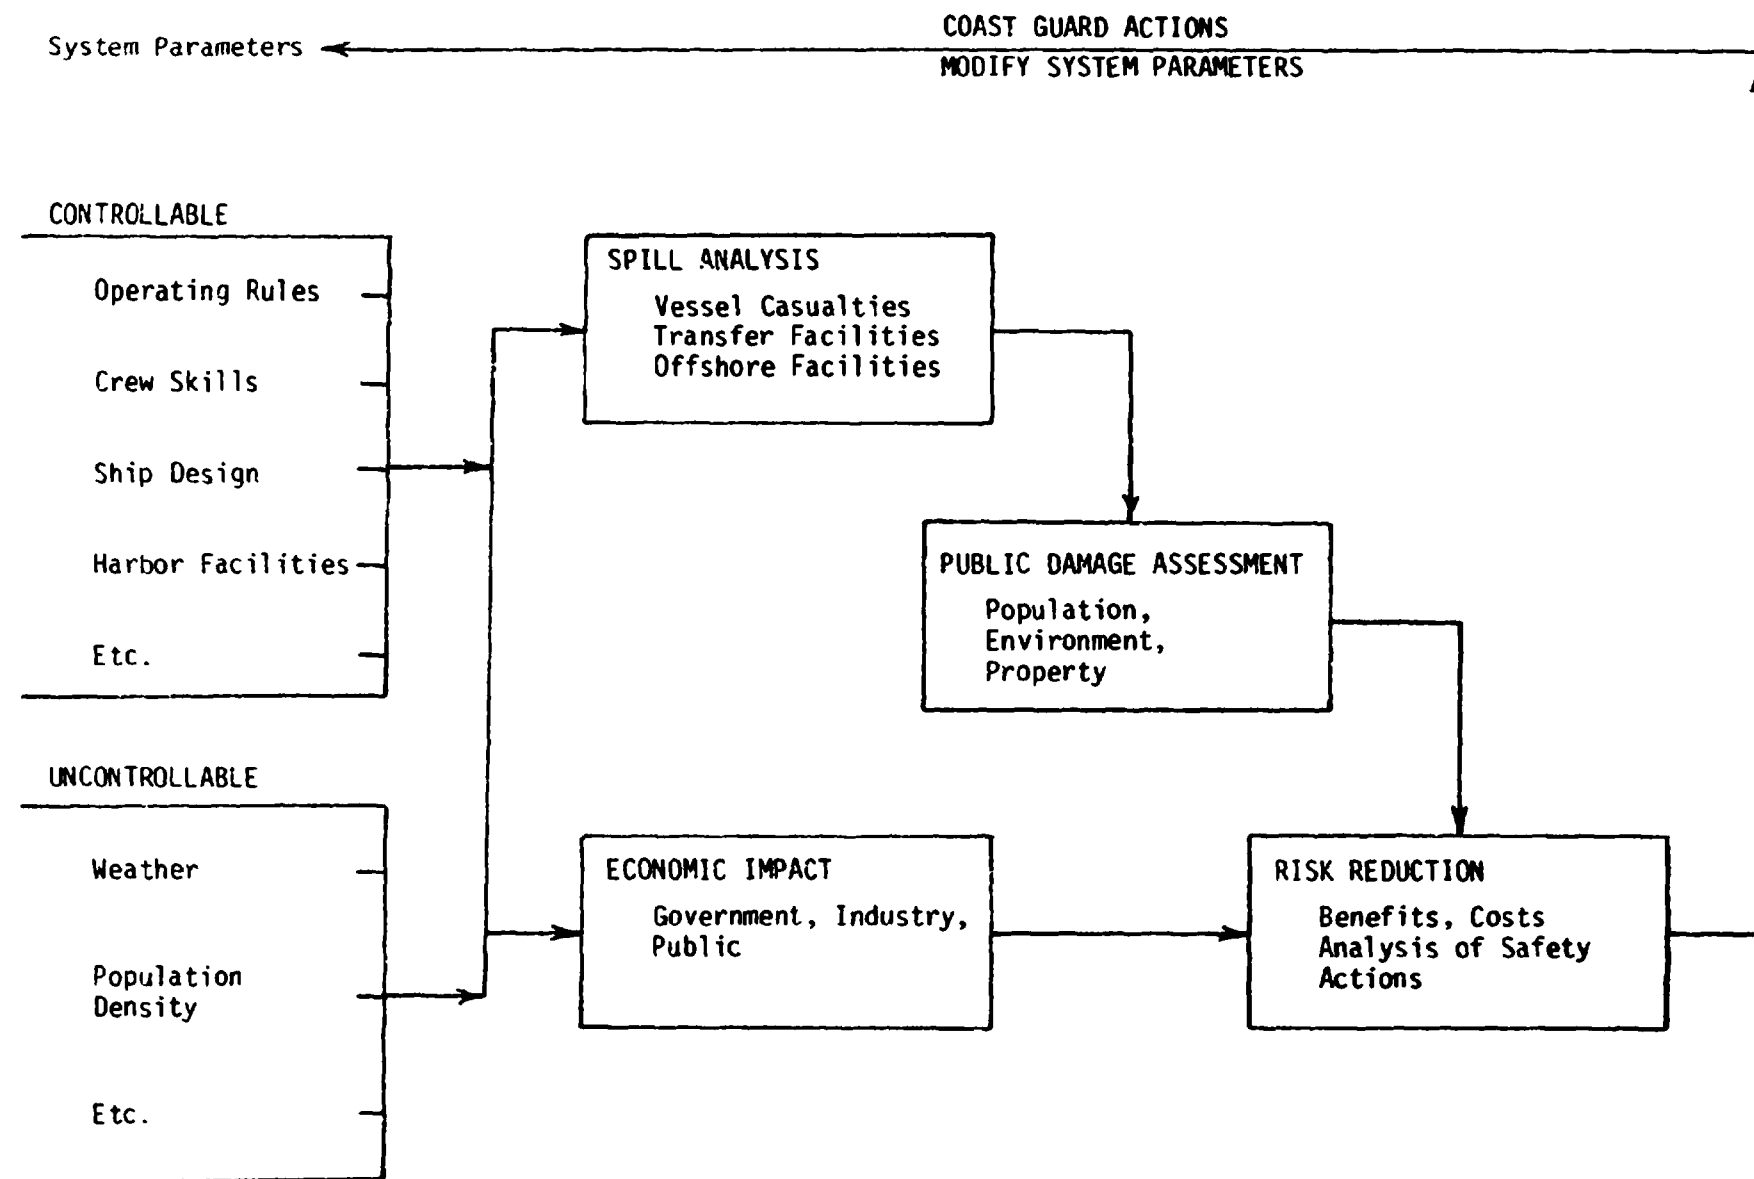 System Parameters
COAST GUARD ACTIONS
MODIFY SYSTEM PARAMETERS
CONTROLLABLE
Operating Rules
Crew Skills
Ship Design
Harbor Facilities
Etc.
UNCONTROLLABLE
Weather
Population
Density
Etc.
SPILL ANALYSIS
Vessel Casualties
Transfer Facilities
Offshore Facilities
PUBLIC DAMAGE ASSESSMENT
Population,
Environment,
Property
ECONOMIC IMPACT
Government, Industry,
Public
RISK REDUCTION
Benefits, Costs
Analysis of Safety
Actions